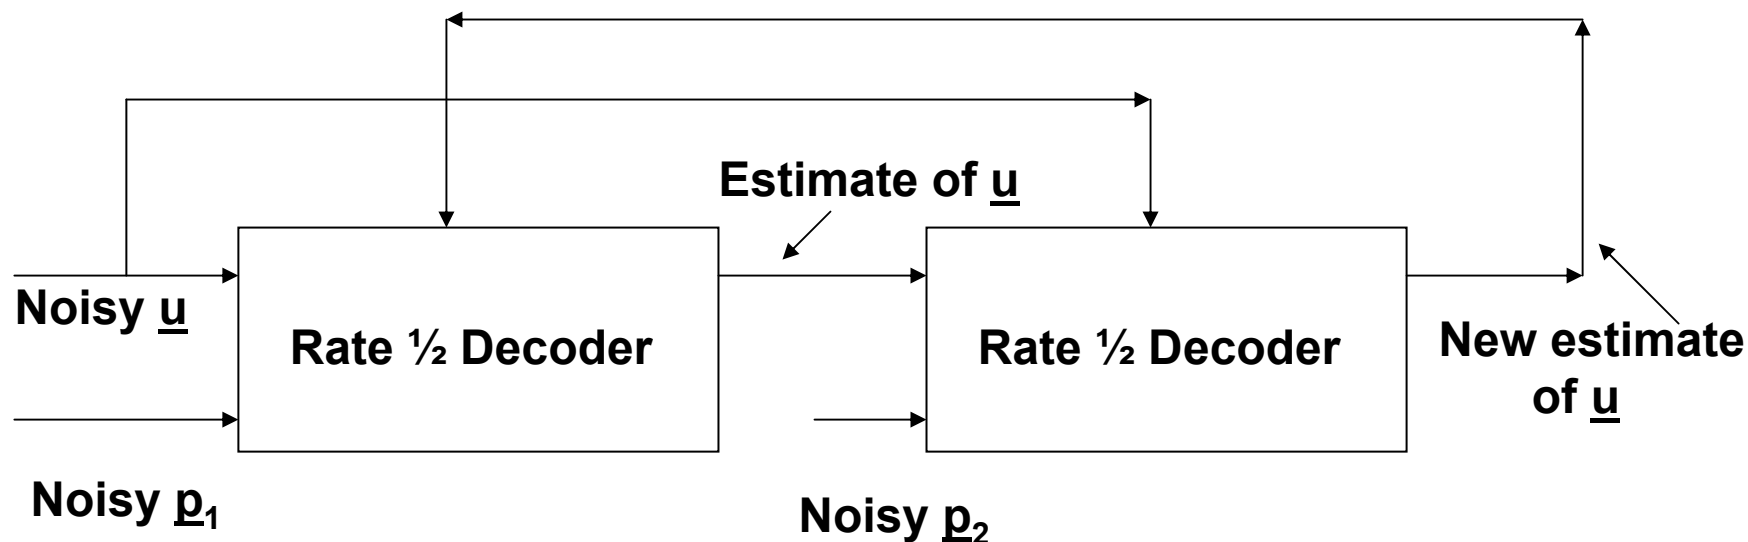 Estimate of u
Noisy u
Rate ½ Decoder
Rate ½ Decoder
New estimate
of u
Noisy p₁
Noisy p₂